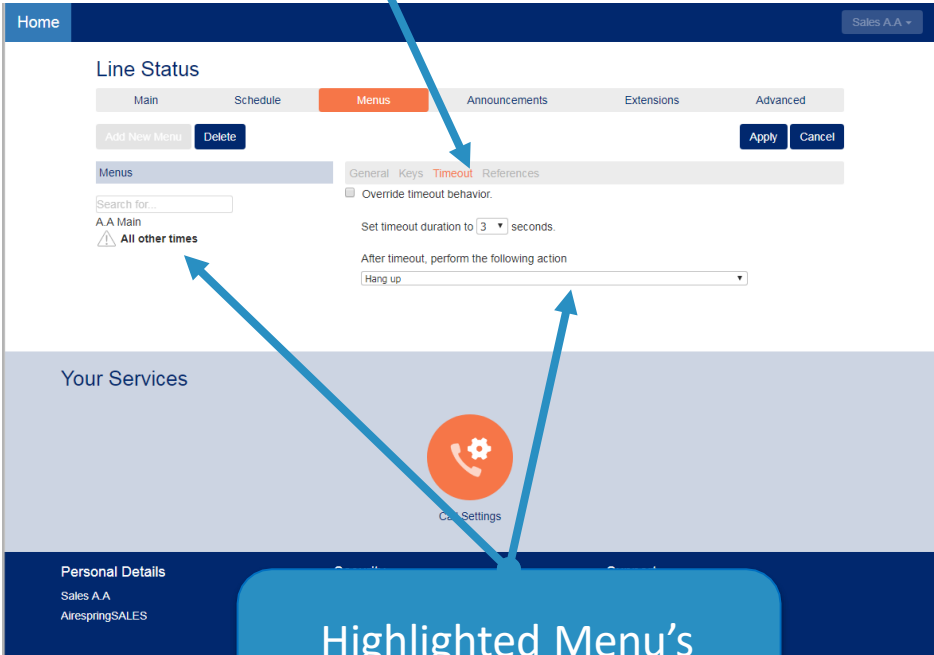 Home
Sales A.A
Line Status
Main Schedule Menus Announcements Extensions Advanced
Add New Menu Delete Apply Cancel
Menus
General Keys Timeout References
Override timeout behavior.
Search for...
A.A Main
All other times
Set timeout duration to 3 seconds.
After timeout, perform the following action
Hang up
Your Services
Call Settings
Personal Details
Sales A.A
AirespringSALES
Highlighted Menu's